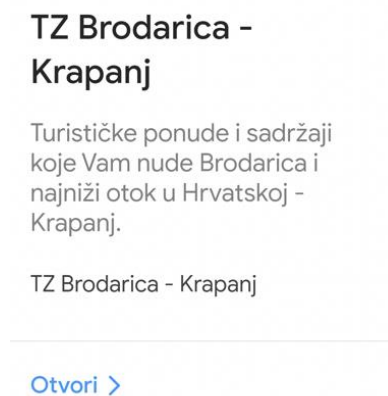 TZ Brodarica -
Krapanj
Turističke ponude i sadržaji
koje Vam nude Brodarica i
najniži otok u Hrvatskoj -
Krapanj.
TZ Brodarica - Krapanj
Otvori